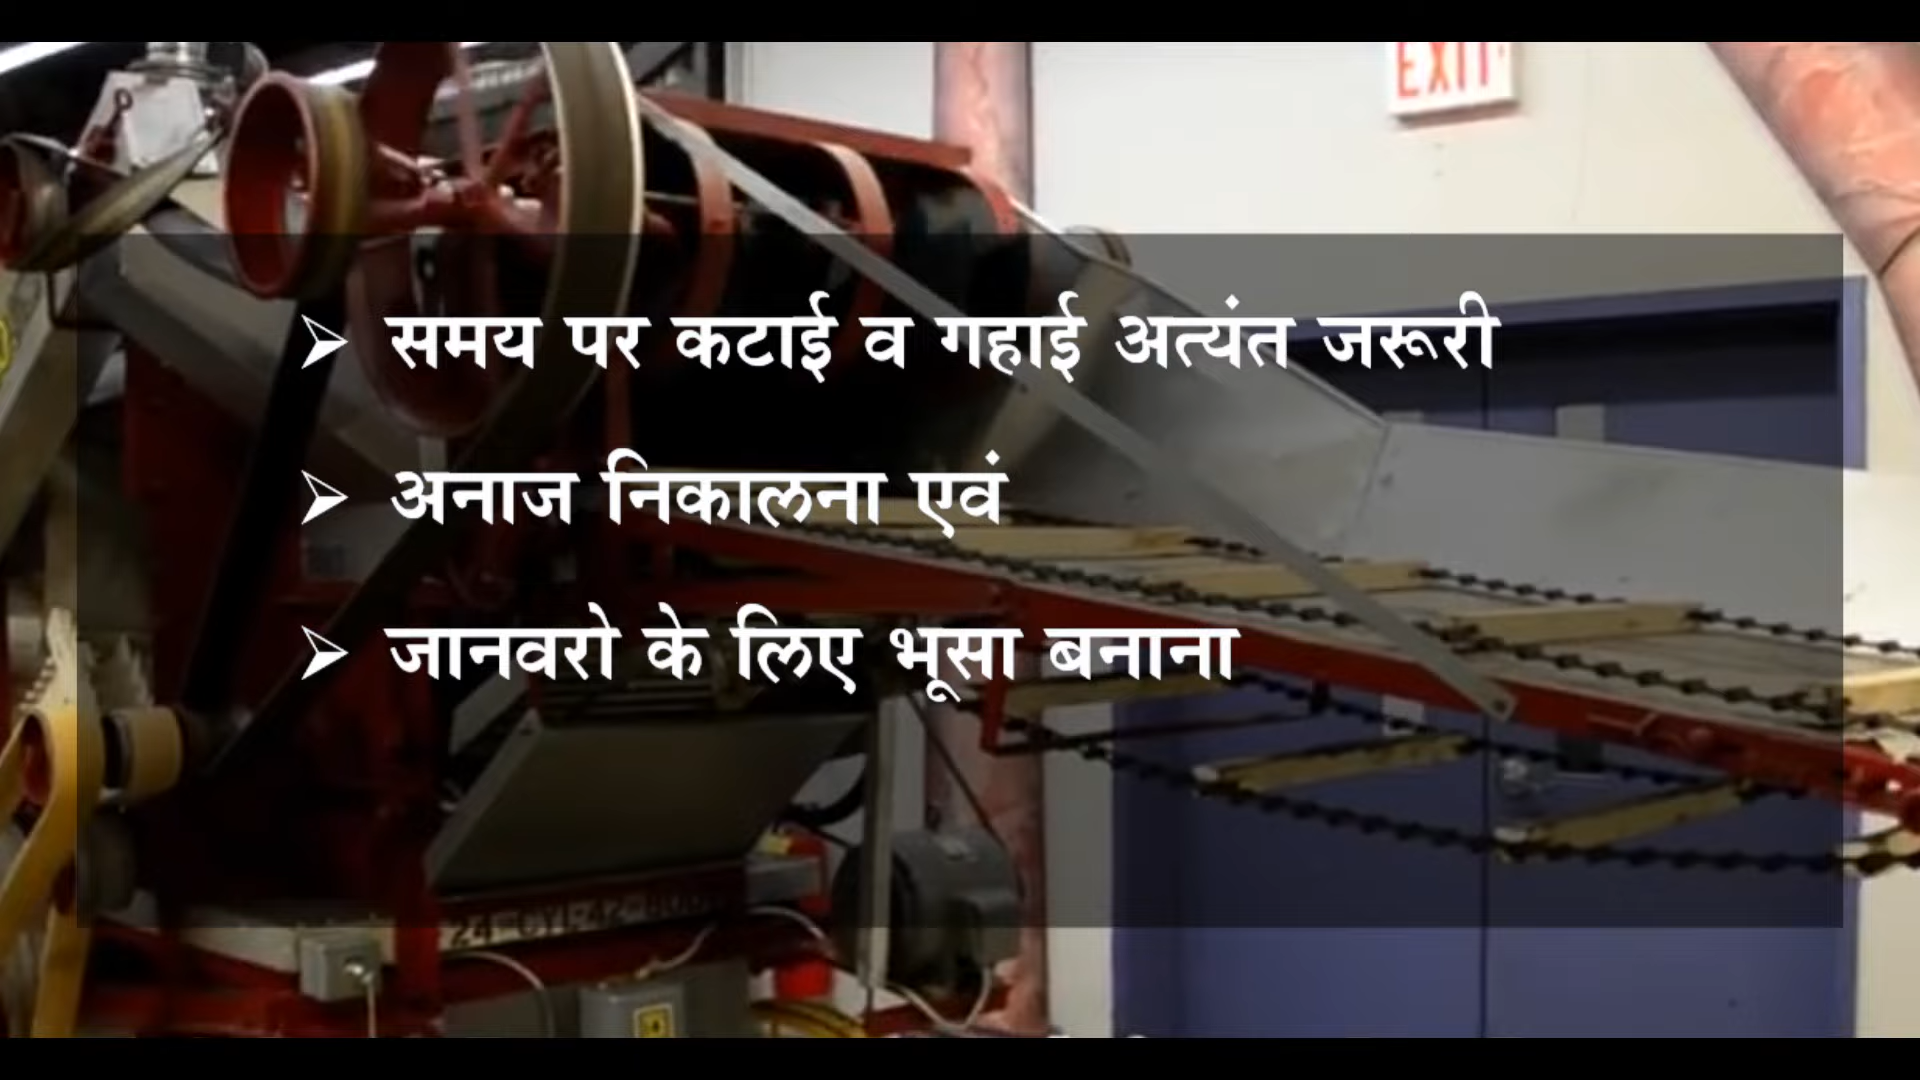 EXIT
➢ समय पर कटाई व गहाई अत्यंत जरूरी
➢ अनाज निकालना एवं
➢ जानवरो के लिए भूसा बनाना